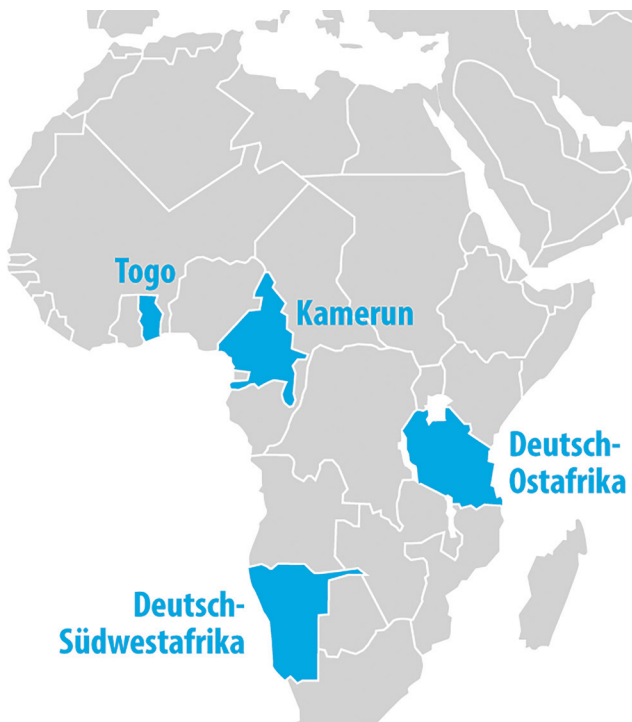 Togo
Kamerun
Deutsch-
Ostafrika
Deutsch-
Südwestafrika